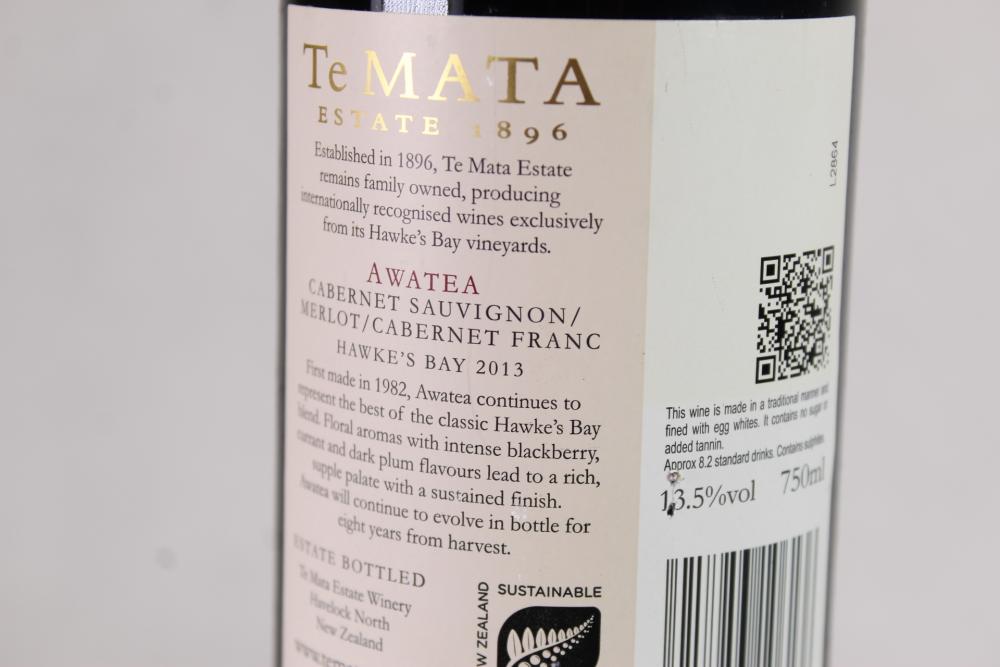 Te MATA
ESTATE 1896
Established in 1896, Te Mata Estate
remains family owned, producing
internationally recognised wines exclusively
from its Hawke's Bay vineyards.
AWATEA
CABERNET SAUVIGNON/
MERLOT/CABERNET FRANC
HAWKE'S BAY 2013
First made in 1982, Awatea continues to
represent the best of the classic Hawke's Bay
blend. Floral aromas with intense blackberry,
currant and dark plum flavours lead to a rich,
supple palate with a sustained finish.
Awatea will continue to evolve in bottle for
eight years from harvest.
ESTATE BOTTLED
Te Mata Estate Winery
Havelock North
New Zealand
SUSTAINABLE
ZEALAND
L2864
This wine is made in a traditional manner and
fined with egg whites. It contains no sugar or
added tannin.
Approx 8.2 standard drinks. Contains sulphites.
13.5%vol 750ml